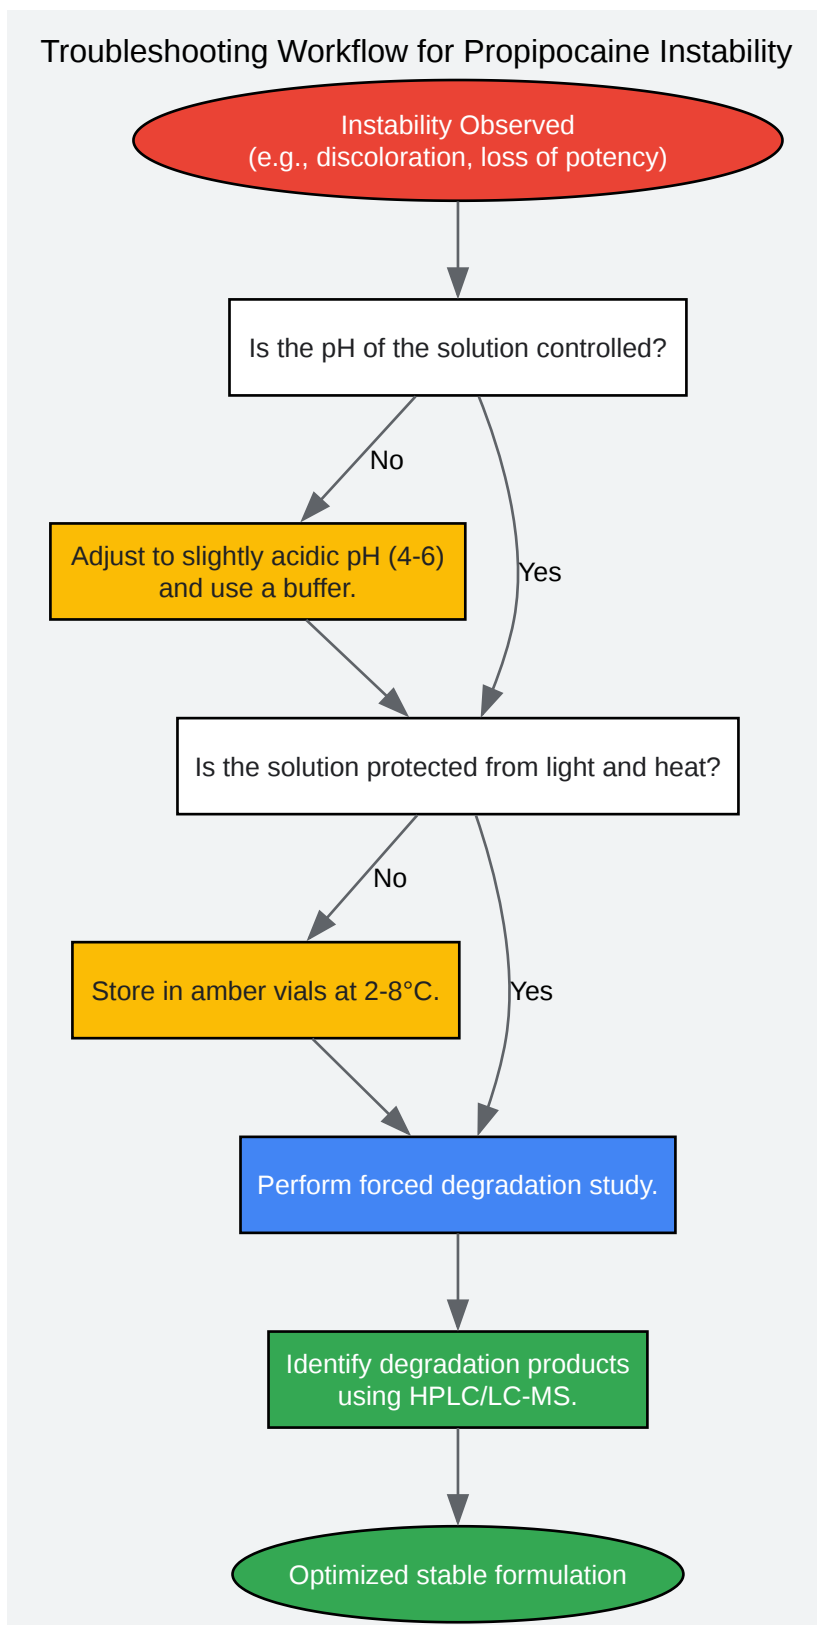 Troubleshooting Workflow for Propipocaine Instability
Instability Observed
(e.g., discoloration, loss of potency)
Is the pH of the solution controlled?
No
Adjust to slightly acidic pH (4-6)
and use a buffer.
Yes
Is the solution protected from light and heat?
No
Store in amber vials at 2-8°C.
Yes
Perform forced degradation study.
Identify degradation products
using HPLC/LC-MS.
Optimized stable formulation